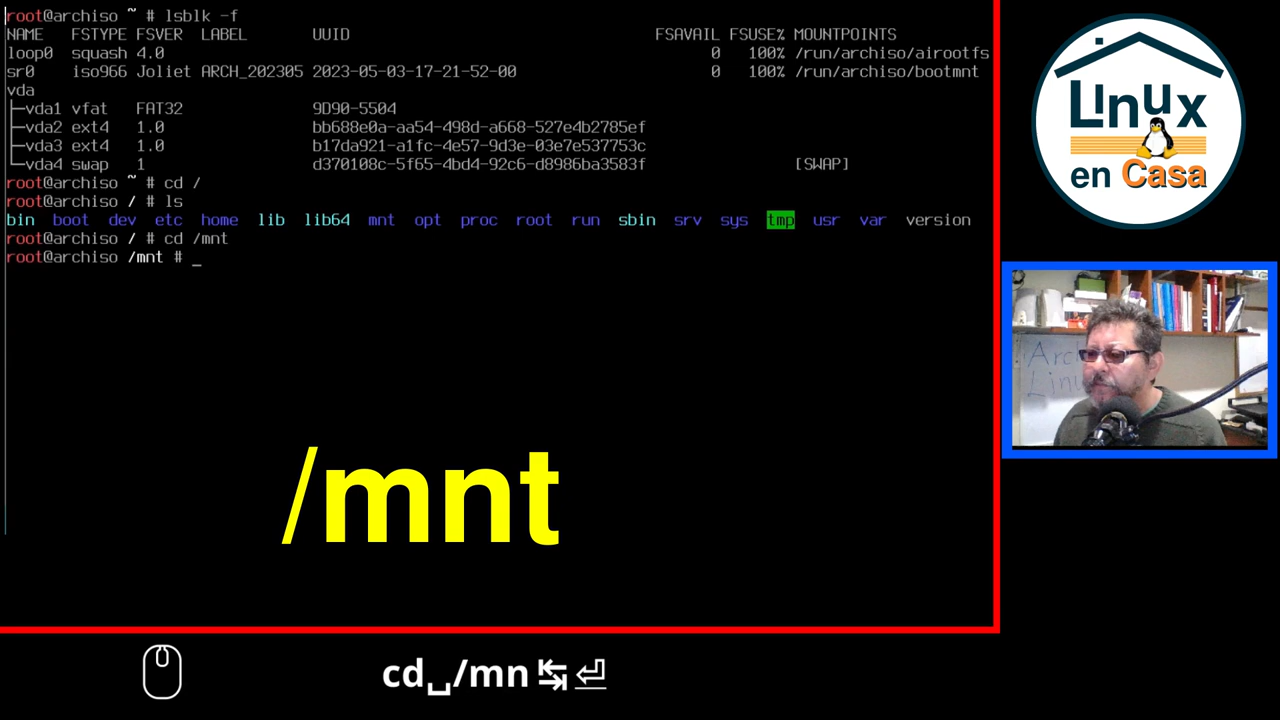 root@archiso ~ # lsblk -f
NAME FSTYPE FSVER LABEL UUID FSAVAIL FSUSE% MOUNTPOINTS
loop0 squash 4.0 0 100% /run/archiso/airootfs
sr0 iso966 Joliet ARCH_202305 2023-05-03-17-21-52-00 0 100% /run/archiso/bootmnt
vda
├─vda1 vfat FAT32 9D90-5504
├─vda2 ext4 1.0 bb688e0a-aa54-498d-a668-527e4b2785ef
├─vda3 ext4 1.0 b17da921-a1fc-4e57-9d3e-03e7e537753c
└─vda4 swap 1 d370108c-5f65-4bd4-92c6-d8986ba3583f [SWAP]
root@archiso ~ # cd /
root@archiso / # ls
bin boot dev etc home lib lib64 mnt opt proc root run sbin srv sys tmp usr var version
root@archiso / # cd /mnt
root@archiso /mnt # _
/mnt
cd␣/mn↹⏎
Linux
en Casa
Arch
Linux